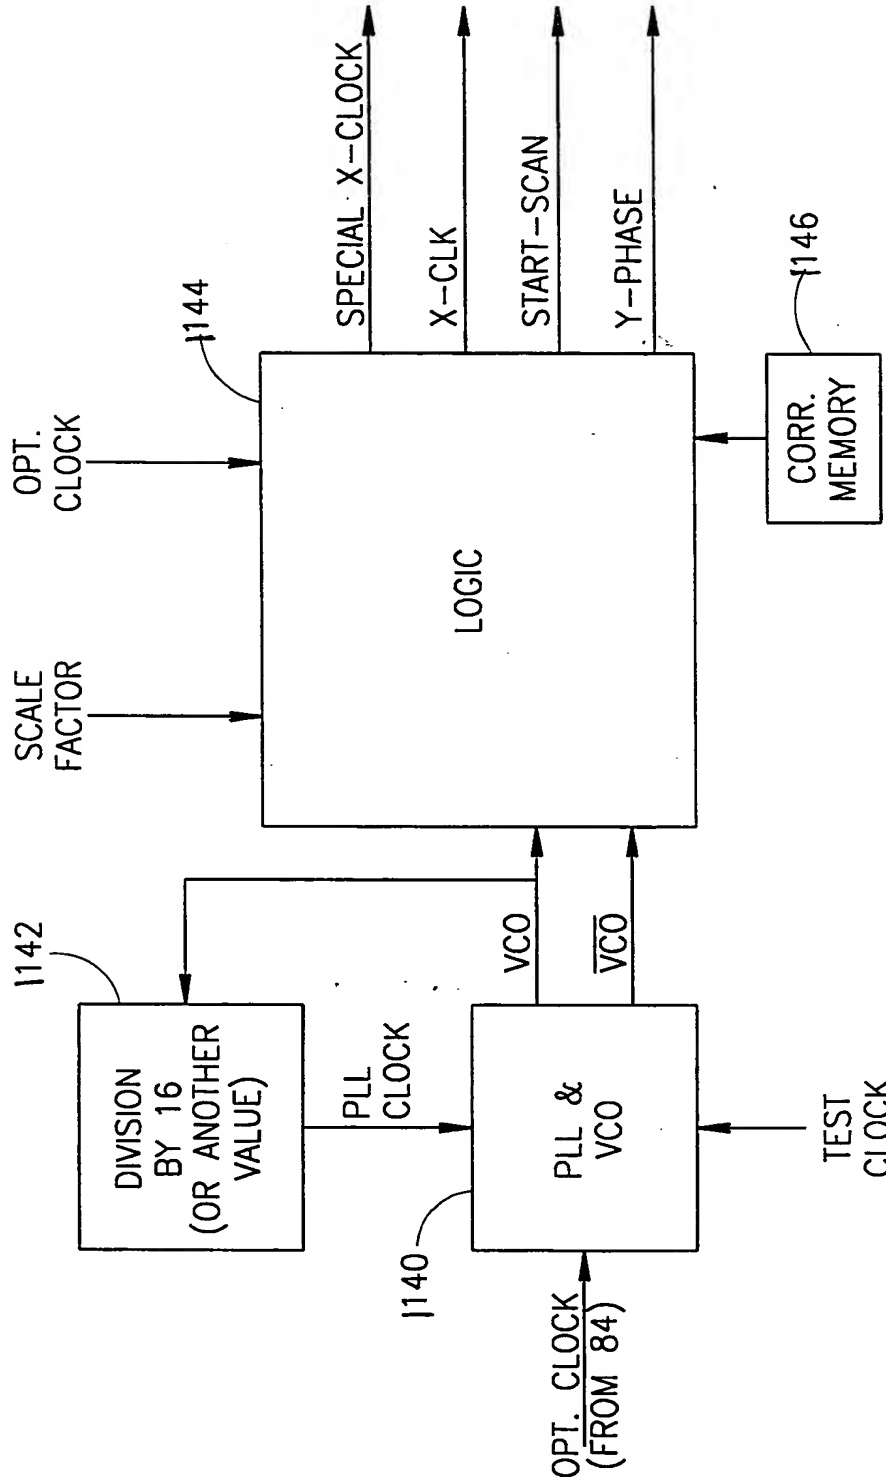 OPT. CLOCK
(FROM 84)
1140
PLL &
VCO
TEST
CLOCK
PLL
CLOCK
DIVISION
BY 16
(OR ANOTHER
VALUE)
1142
VCO
V̅C̅O̅
SCALE
FACTOR
OPT.
CLOCK
1144
LOGIC
CORR.
MEMORY
1146
SPECIAL X-CLOCK
X-CLK
START-SCAN
Y-PHASE